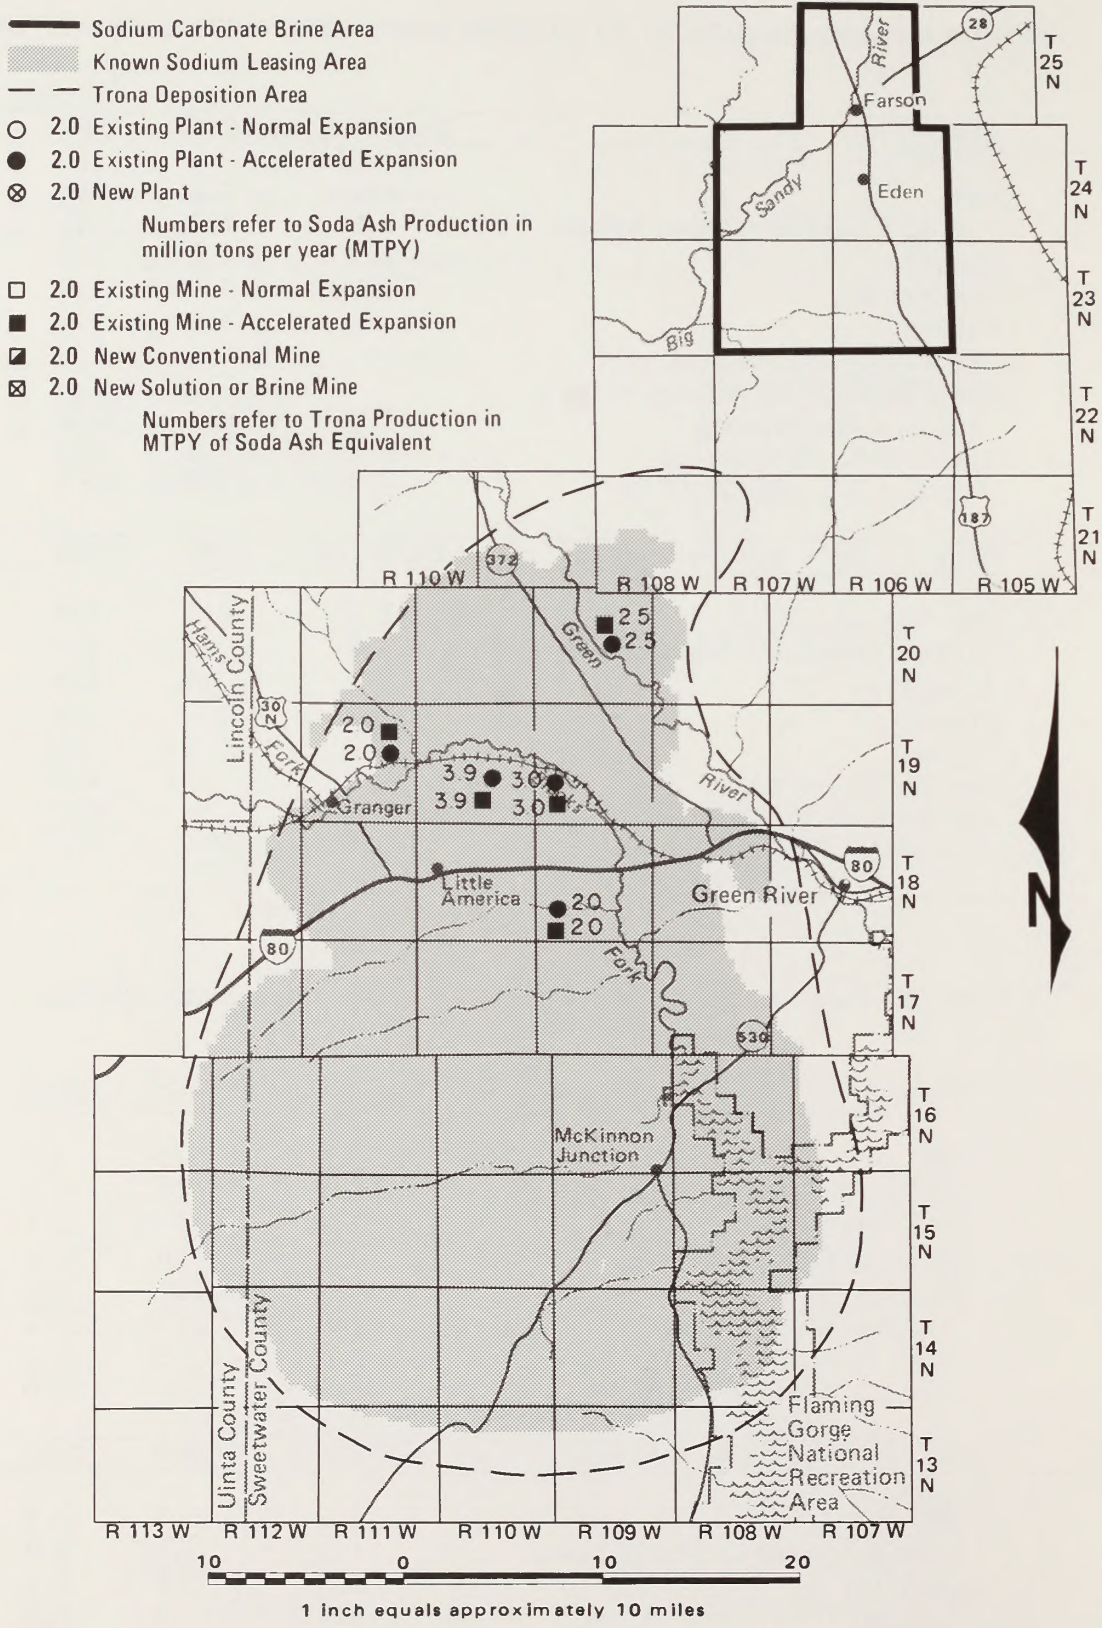 Sodium Carbonate Brine Area
Known Sodium Leasing Area
Trona Deposition Area
2.0 Existing Plant - Normal Expansion
2.0 Existing Plant - Accelerated Expansion
2.0 New Plant
Numbers refer to Soda Ash Production in
million tons per year (MTPY)
2.0 Existing Mine - Normal Expansion
2.0 Existing Mine - Accelerated Expansion
2.0 New Conventional Mine
2.0 New Solution or Brine Mine
Numbers refer to Trona Production in
MTPY of Soda Ash Equivalent
River
28
T
25
N
Farson
T
24
N
Sandy
Eden
T
23
N
Big
T
22
N
187
T
21
N
372
R 110 W
R 108 W
R 107 W
R 106 W
R 105 W
Hams
Lincoln County
Green
2 5
2 5
T
20
N
30
N
Fork
2 0
2 0
T
19
N
3.9
3 0
River
Granger
3.9
3 0
80
T
18
N
Little
America
Green River
2 0
2 0
80
Fork
T
17
N
530
T
16
N
McKinnon
Junction
T
15
N
T
14
N
Uinta County
Sweetwater County
Flaming
Gorge
National
Recreation
Area
T
13
N
N
R 113 W
R 112 W
R 111 W
R 110 W
R 109 W
R 108 W
R 107 W
10 0 10 20
1 inch equals approximately 10 miles